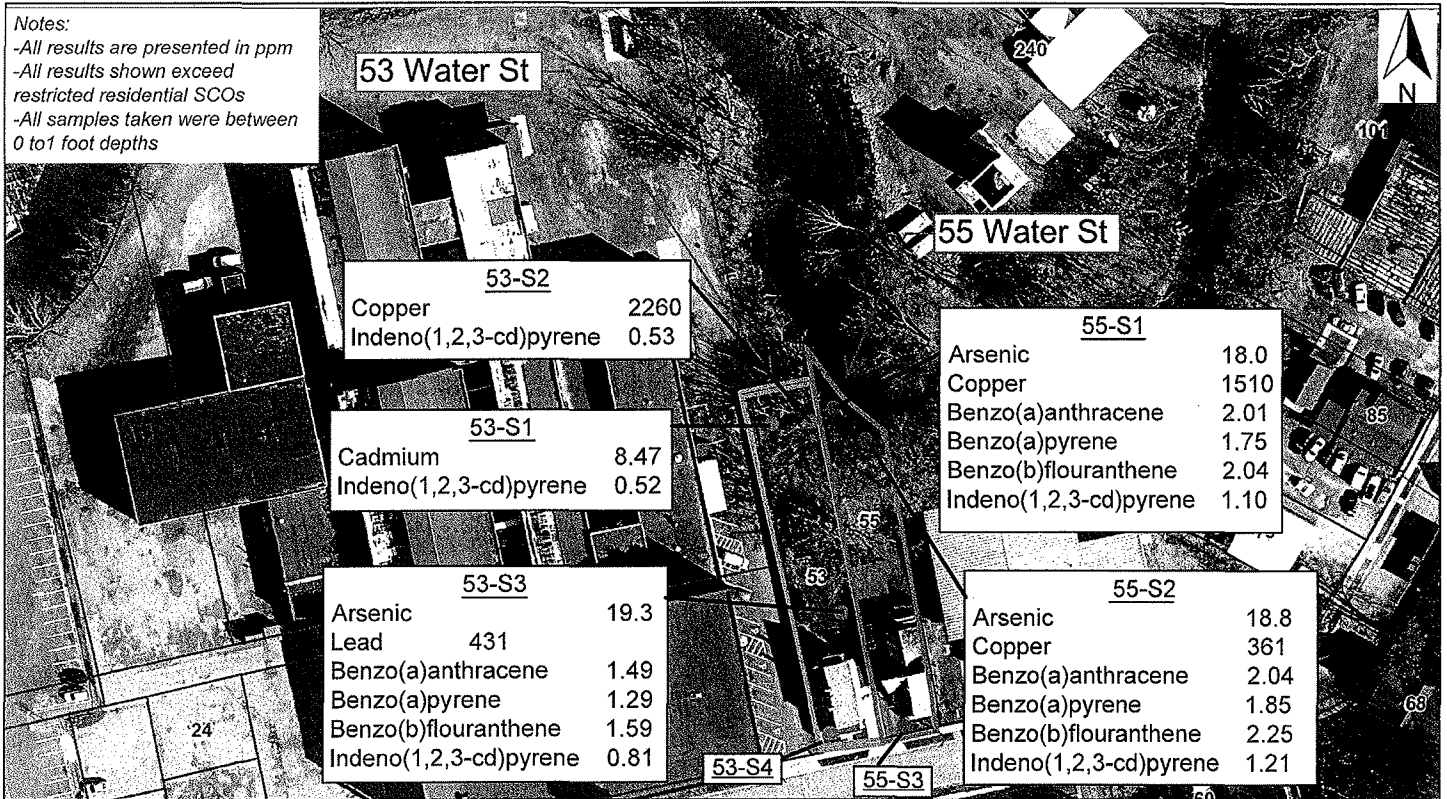 Notes:
-All results are presented in ppm
-All results shown exceed
restricted residential SCOs
-All samples taken were between
0 to1 foot depths
53 Water St
240
N
101
55 Water St
53-S2
Copper 2260
Indeno(1,2,3-cd)pyrene 0.53
55-S1
Arsenic 18.0
Copper 1510
Benzo(a)anthracene 2.01
Benzo(a)pyrene 1.75
Benzo(b)flouranthene 2.04
Indeno(1,2,3-cd)pyrene 1.10
85
53-S1
Cadmium 8.47
Indeno(1,2,3-cd)pyrene 0.52
55
53
53-S3
Arsenic 19.3
Lead 431
Benzo(a)anthracene 1.49
Benzo(a)pyrene 1.29
Benzo(b)flouranthene 1.59
Indeno(1,2,3-cd)pyrene 0.81
55-S2
Arsenic 18.8
Copper 361
Benzo(a)anthracene 2.04
Benzo(a)pyrene 1.85
Benzo(b)flouranthene 2.25
Indeno(1,2,3-cd)pyrene 1.21
24
68
53-S4
55-S3
60